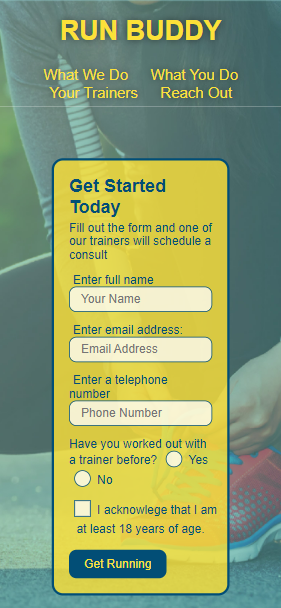 RUN BUDDY
What We Do What You Do
Your Trainers Reach Out
Get Started
Today
Fill out the form and one of
our trainers will schedule a
consult
Enter full name
Your Name
Enter email address:
Email Address
Enter a telephone
number
Phone Number
Have you worked out with
a trainer before? Yes
No
I acknowlege that I am
at least 18 years of age.
Get Running